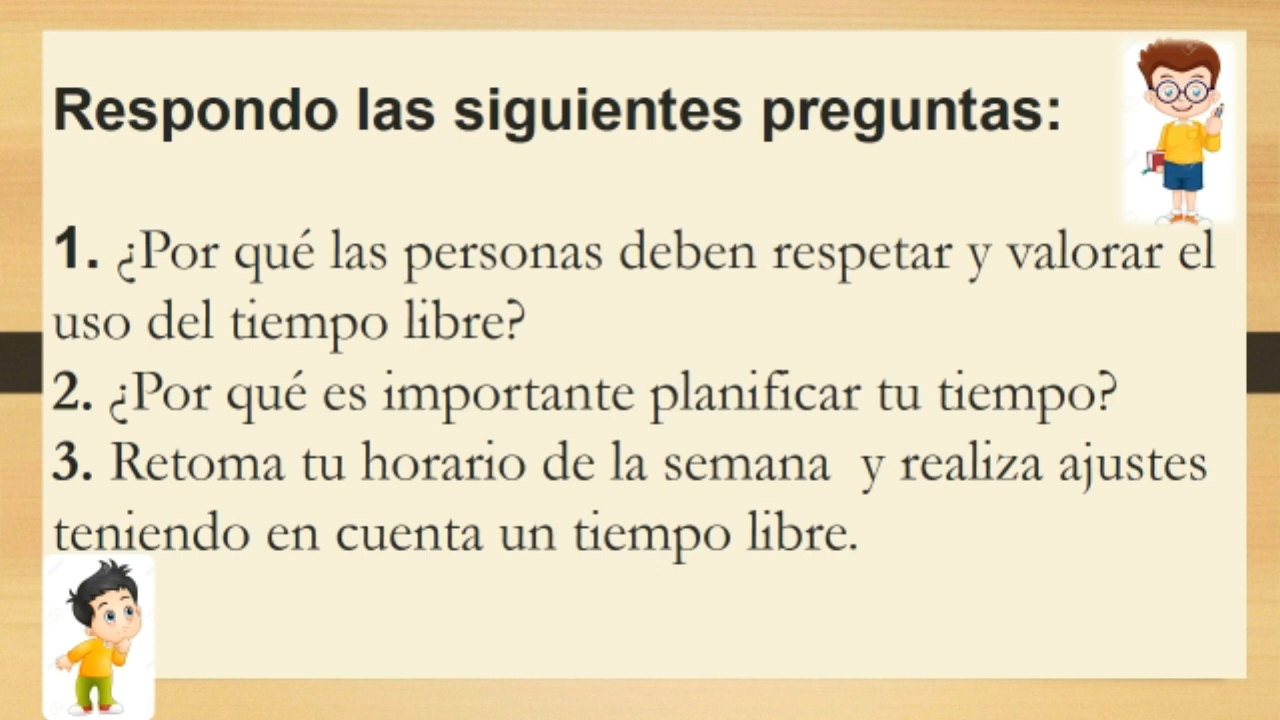 Respondo las siguientes preguntas:
1. ¿Por qué las personas deben respetar y valorar el
uso del tiempo libre?
2. ¿Por qué es importante planificar tu tiempo?
3. Retoma tu horario de la semana  y realiza ajustes
teniendo en cuenta un tiempo libre.